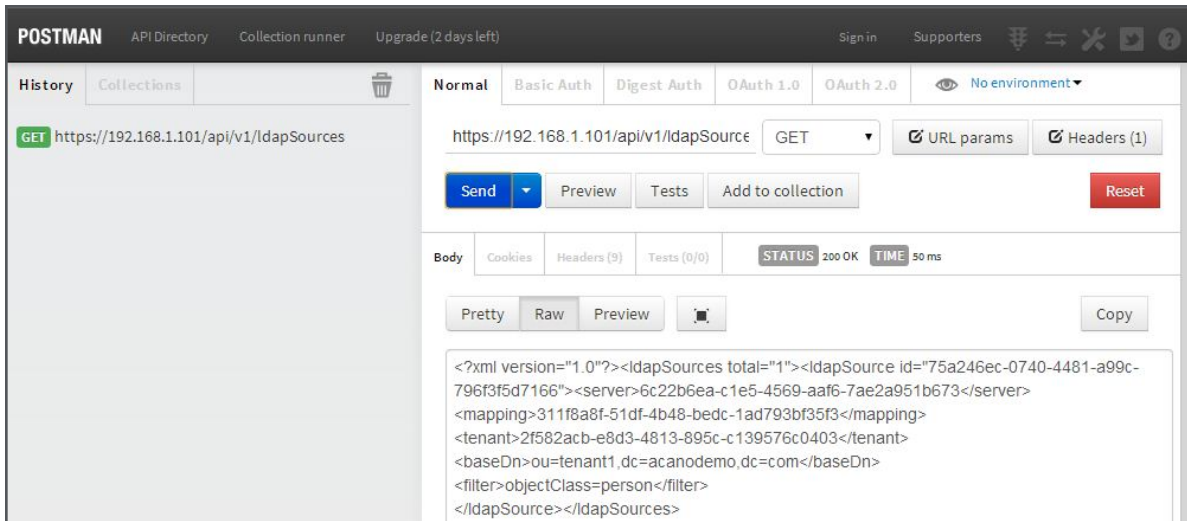 POSTMAN API Directory Collection runner Upgrade (2 days left) Sign in Supporters
History Collections
GET https://192.168.1.101/api/v1/ldapSources
Normal Basic Auth Digest Auth OAuth 1.0 OAuth 2.0 No environment
https://192.168.1.101/api/v1/ldapSource GET URL params Headers (1)
Send Preview Tests Add to collection Reset
Body Cookies Headers (9) Tests (0/0) STATUS 200 OK TIME 50 ms
Pretty Raw Preview Copy
<?xml version="1.0"?><ldapSources total="1"><ldapSource id="75a246ec-0740-4481-a99c-
796f3f5d7166"><server>6c22b6ea-c1e5-4569-aaf6-7ae2a951b673</server>
<mapping>311f8a8f-51df-4b48-bedc-1ad793bf35f3</mapping>
<tenant>2f582acb-e8d3-4813-895c-c139576c0403</tenant>
<baseDn>ou=tenant1,dc=acanodemo,dc=com</baseDn>
<filter>objectClass=person</filter>
</ldapSource></ldapSources>